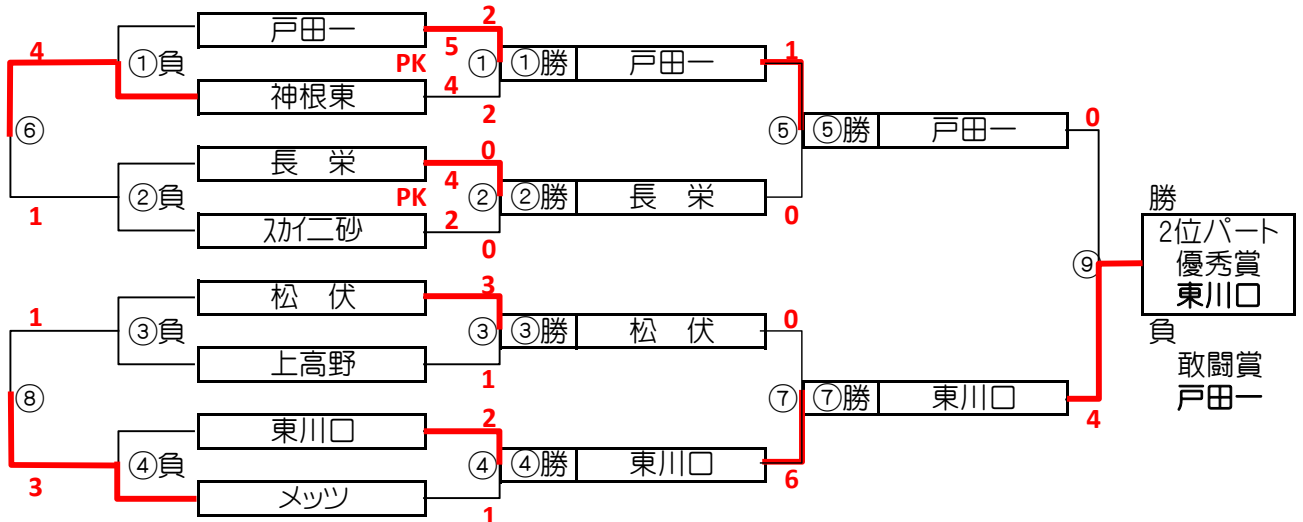 戸田一 2
4 ①負 PK 5 ① ①勝 戸田一 1
神根東 4
2
⑥ ⑤ ⑤勝 戸田一 0
長 栄 0
4
1 ②負 PK ② ②勝 長 栄 0
スカイ二砂 2
0
勝
2位パート
⑨ 優秀賞
東川口
松 伏 3
1 ③負 ③ ③勝 松 伏 0
上高野 1
負
敢闘賞
⑧ ⑦ ⑦勝 東川口 4
戸田一
東川口 2
3 ④負 ④ ④勝 東川口 6
メッツ 1